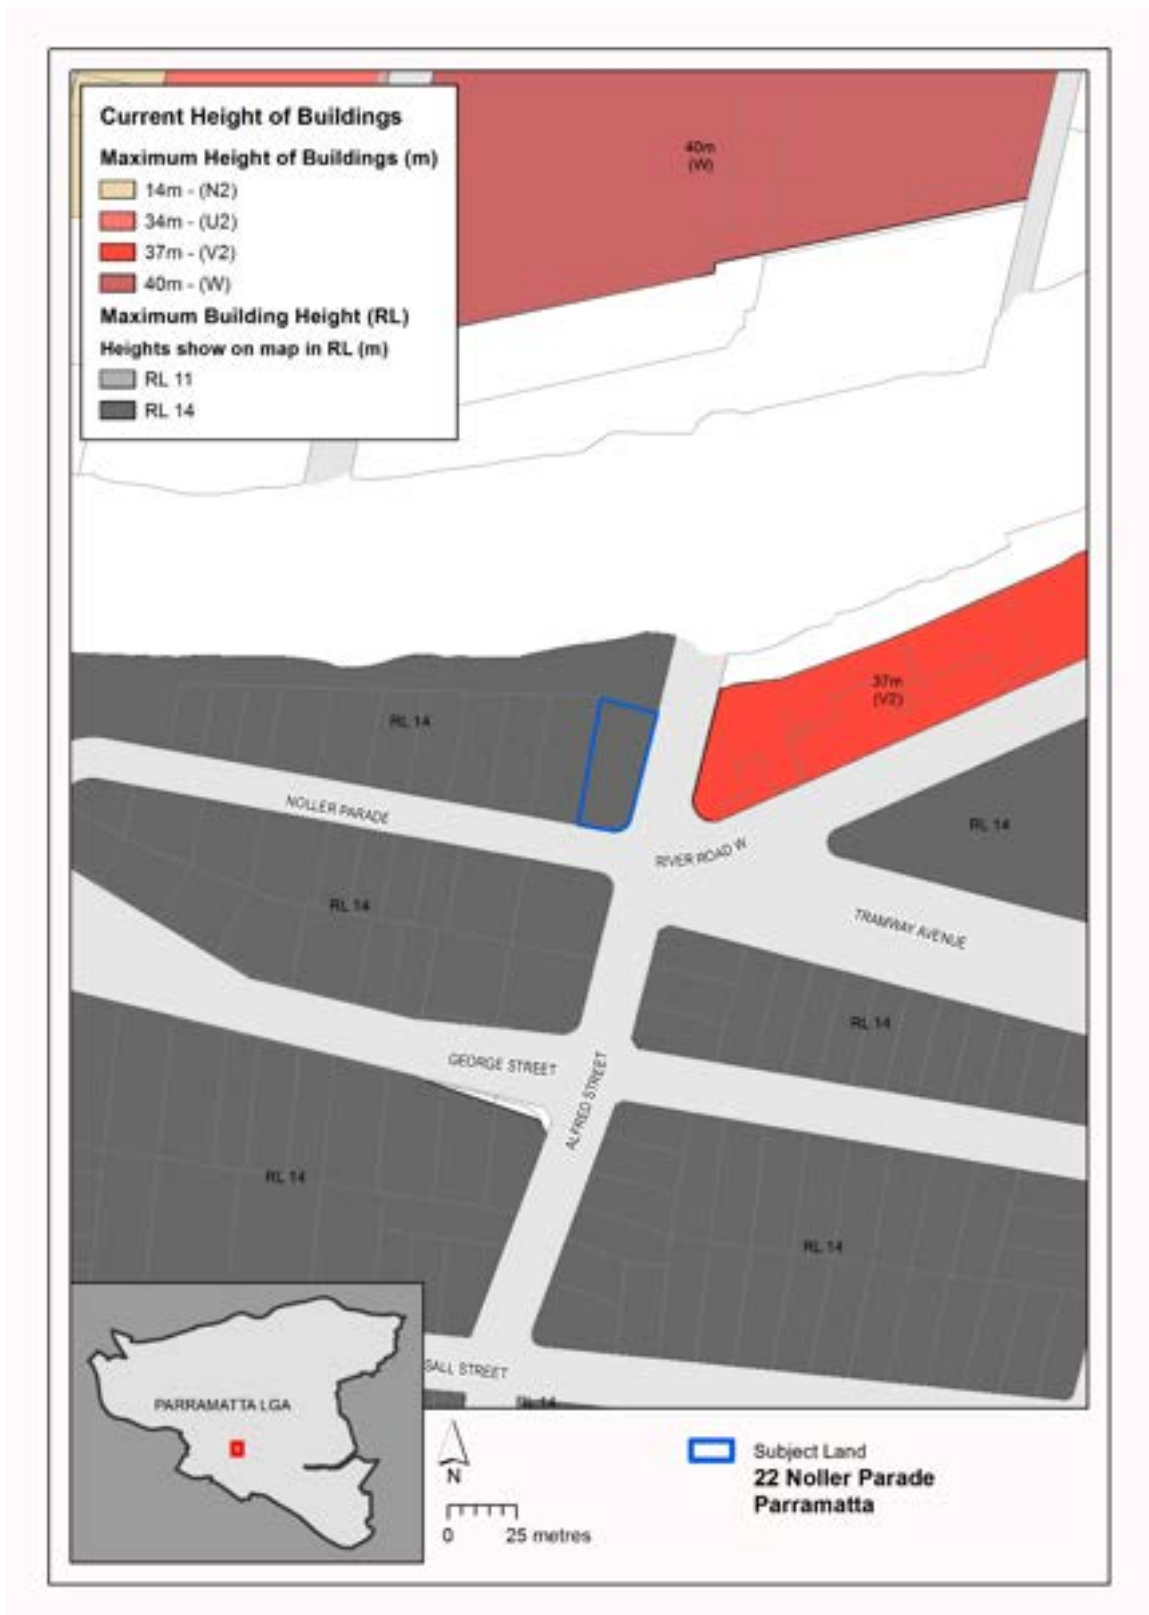 Current Height of Buildings
Maximum Height of Buildings (m)
14m - (N2)
34m - (U2)
37m - (V2)
40m - (W)
Maximum Building Height (RL)
Heights show on map in RL (m)
RL 11
RL 14
40m
(W)
37m
(V2)
RL 14
NOLLER PARADE
RIVER ROAD W
RL 14
RL 14
TRAMWAY AVENUE
RL 14
GEORGE STREET
ALFRED STREET
RL 14
RL 14
SALL STREET
RL 14
PARRAMATTA LGA
N
0 25 metres
Subject Land
22 Noller Parade
Parramatta